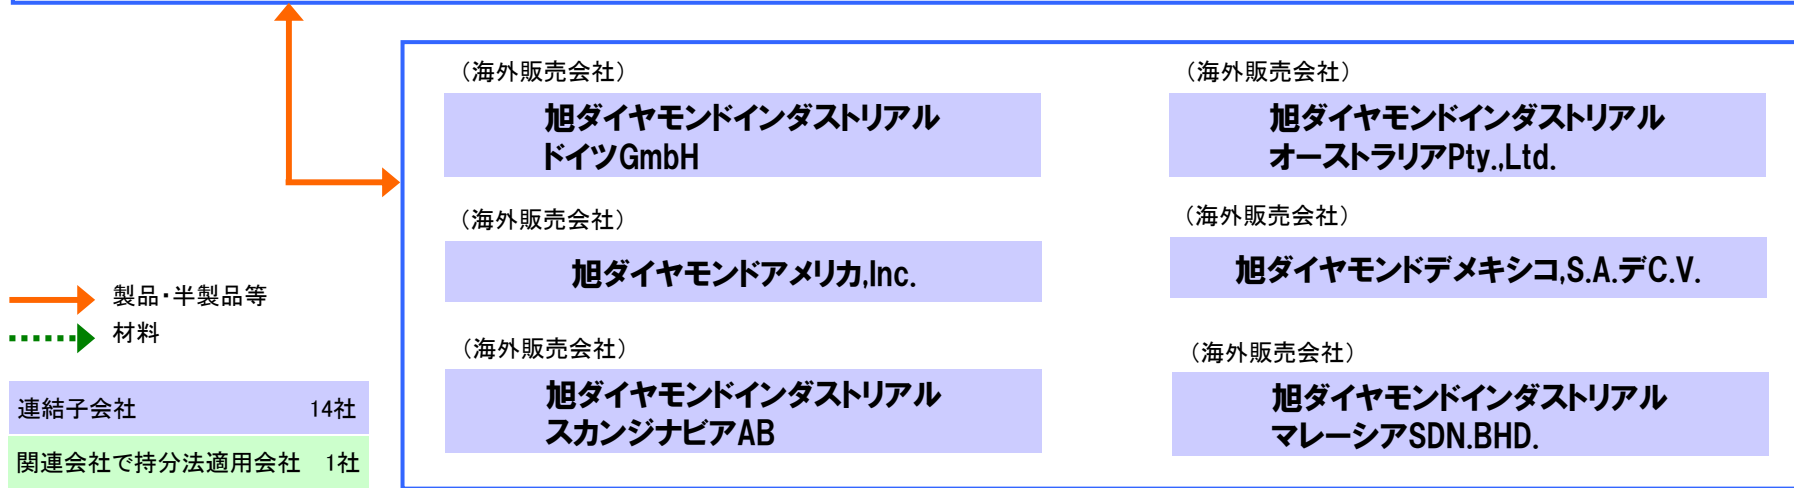 （海外販売会社）
旭ダイヤモンドインダストリアル
ドイツGmbH
（海外販売会社）
旭ダイヤモンドインダストリアル
オーストラリアPty.,Ltd.
（海外販売会社）
旭ダイヤモンドアメリカ,Inc.
（海外販売会社）
旭ダイヤモンドデメキシコ,S.A.デC.V.
（海外販売会社）
旭ダイヤモンドインダストリアル
スカンジナビアAB
（海外販売会社）
旭ダイヤモンドインダストリアル
マレーシアSDN.BHD.
製品・半製品等
材料
連結子会社 14社
関連会社で持分法適用会社 1社